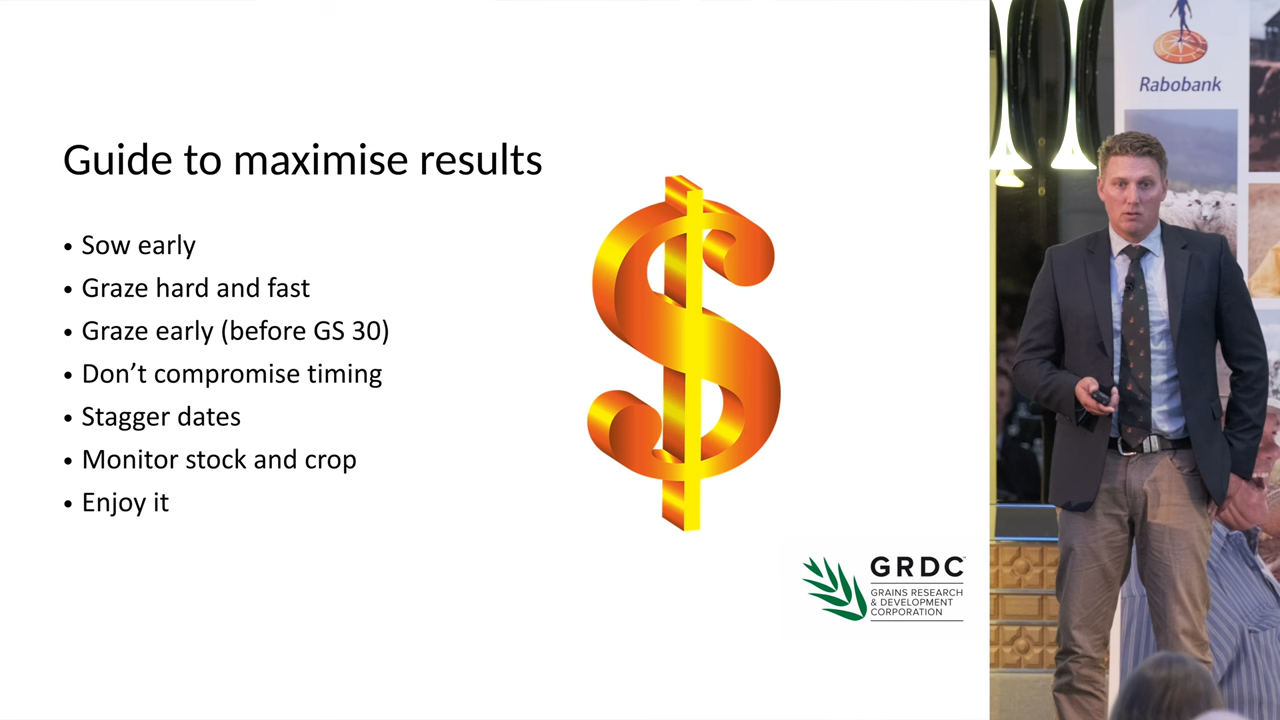 Guide to maximise results
• Sow early
• Graze hard and fast
• Graze early (before GS 30)
• Don’t compromise timing
• Stagger dates
• Monitor stock and crop
• Enjoy it
GRDC™
GRAINS RESEARCH
& DEVELOPMENT
CORPORATION
Rabobank